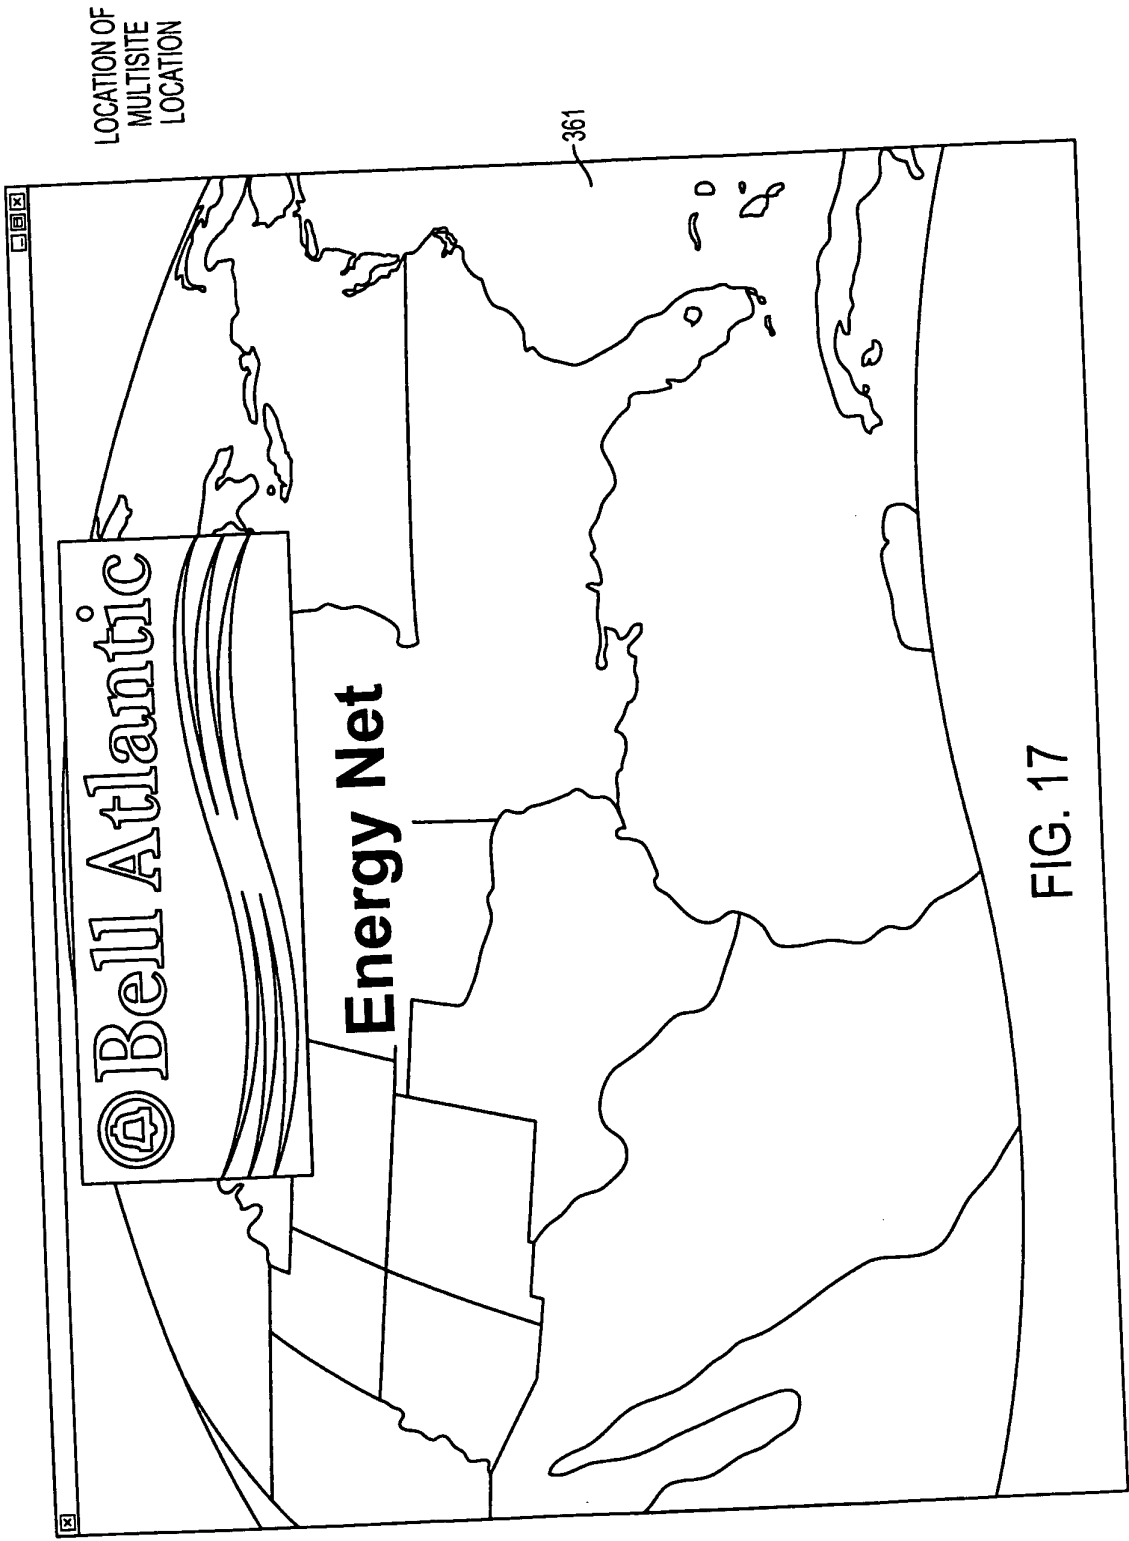 LOCATION OF
MULTISITE
LOCATION
361
Bell Atlantic
Energy Net
FIG. 17